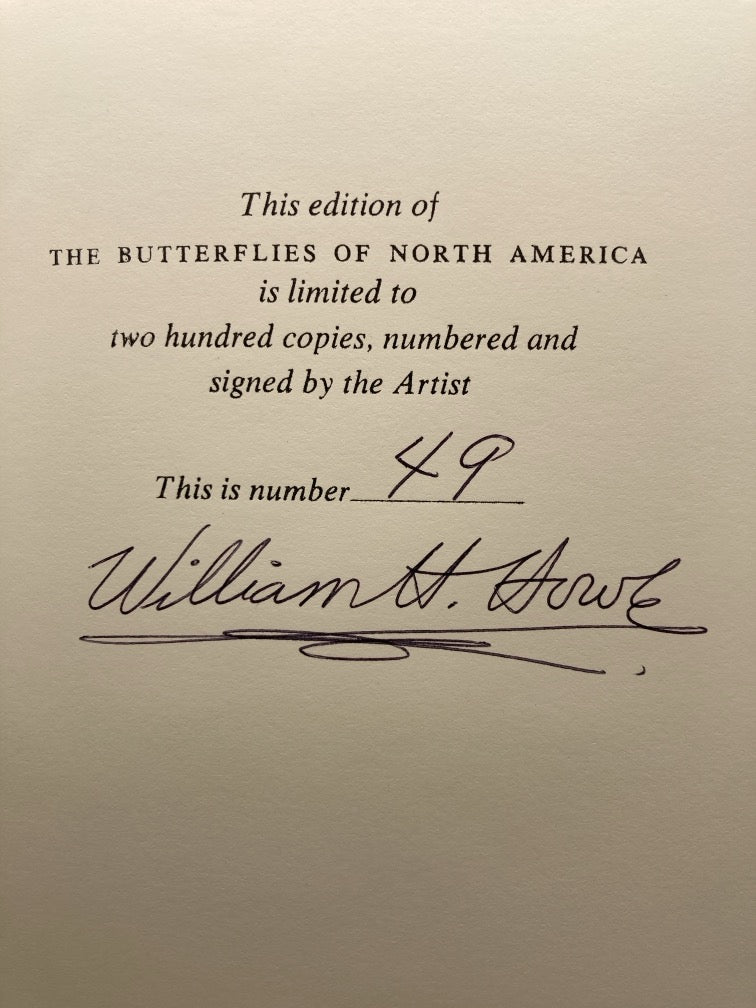 This edition of
THE BUTTERFLIES OF NORTH AMERICA
is limited to
two hundred copies, numbered and
signed by the Artist
This is number 49
William H. Howe